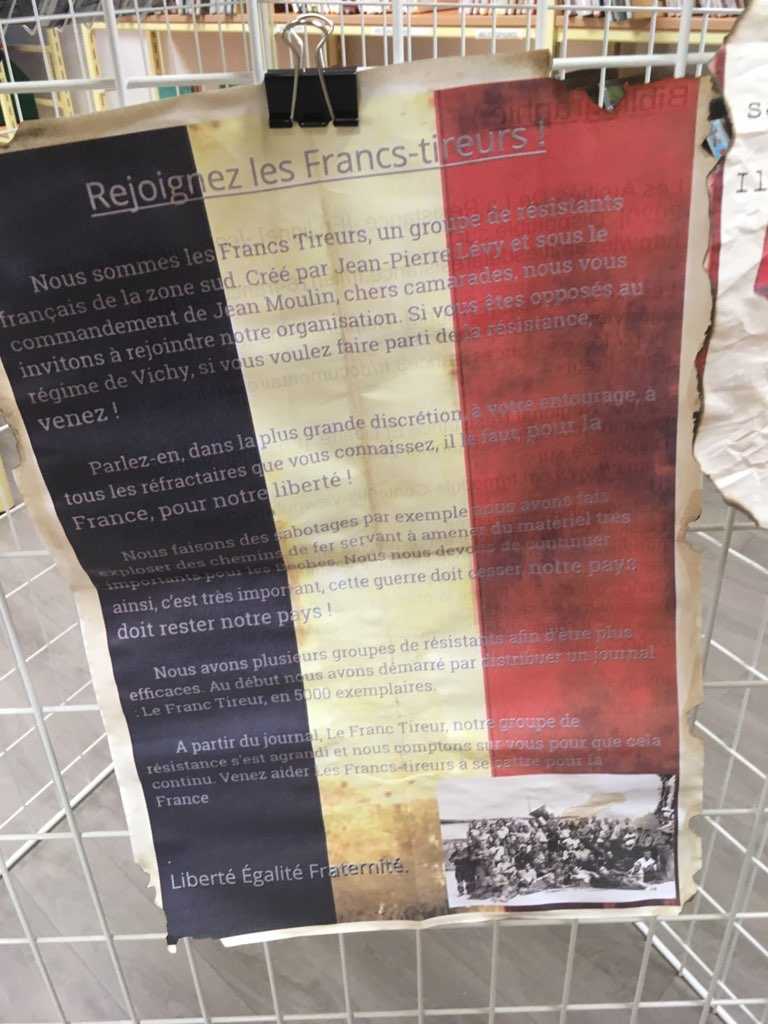 Rejoignez les Francs-tireurs !
Nous sommes les Francs Tireurs, un groupe de résistants
français de la zone sud. Créé par Jean-Pierre Lévy et sous le
commandement de Jean Moulin, chers camarades, nous vous
invitons à rejoindre notre organisation. Si vous êtes opposés au
régime de Vichy, si vous voulez faire parti de la résistance,
venez !
Parlez-en, dans la plus grande discrétion, à votre entourage, à
tous les réfractaires que vous connaissez, il le faut, pour la
France, pour notre liberté !
Nous faisons des sabotages par exemple nous avons fais
exploser des chemins de fer servant à amener du matériel très
importants pour les Boches. Nous nous devons de continuer
ainsi, c'est très important, cette guerre doit cesser, notre pays
doit rester notre pays !
Nous avons plusieurs groupes de résistants afin d'être plus
efficaces. Au début nous avons démarré par distribuer un journal
. Le Franc Tireur, en 5000 exemplaires.
A partir du journal, Le Franc Tireur, notre groupe de
résistance s'est agrandi et nous comptons sur vous pour que cela
continu. Venez aider Les Francs-tireurs à se battre pour la
France
Liberté Égalité Fraternité.
Il